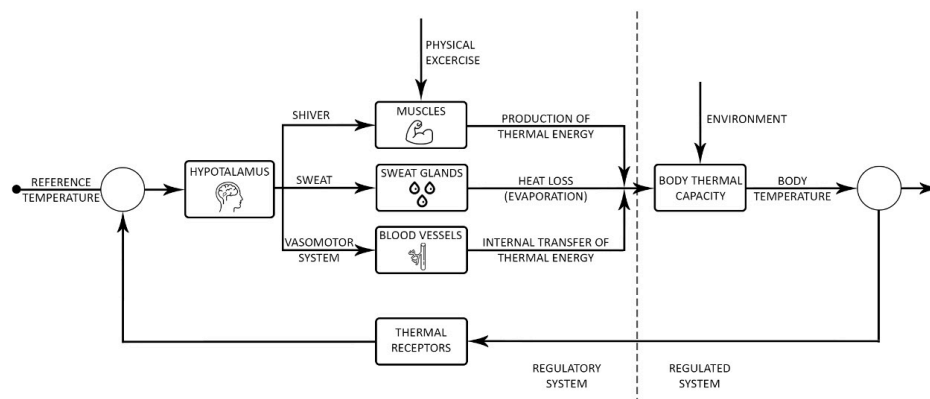 PHYSICAL
EXCERCISE
SHIVER
MUSCLES
PRODUCTION OF
THERMAL ENERGY
ENVIRONMENT
REFERENCE
TEMPERATURE
HYPOTALAMUS
SWEAT
SWEAT GLANDS
HEAT LOSS
(EVAPORATION)
BODY THERMAL
CAPACITY
BODY
TEMPERATURE
VASOMOTOR
SYSTEM
BLOOD VESSELS
INTERNAL TRANSFER OF
THERMAL ENERGY
THERMAL
RECEPTORS
REGULATORY
SYSTEM
REGULATED
SYSTEM